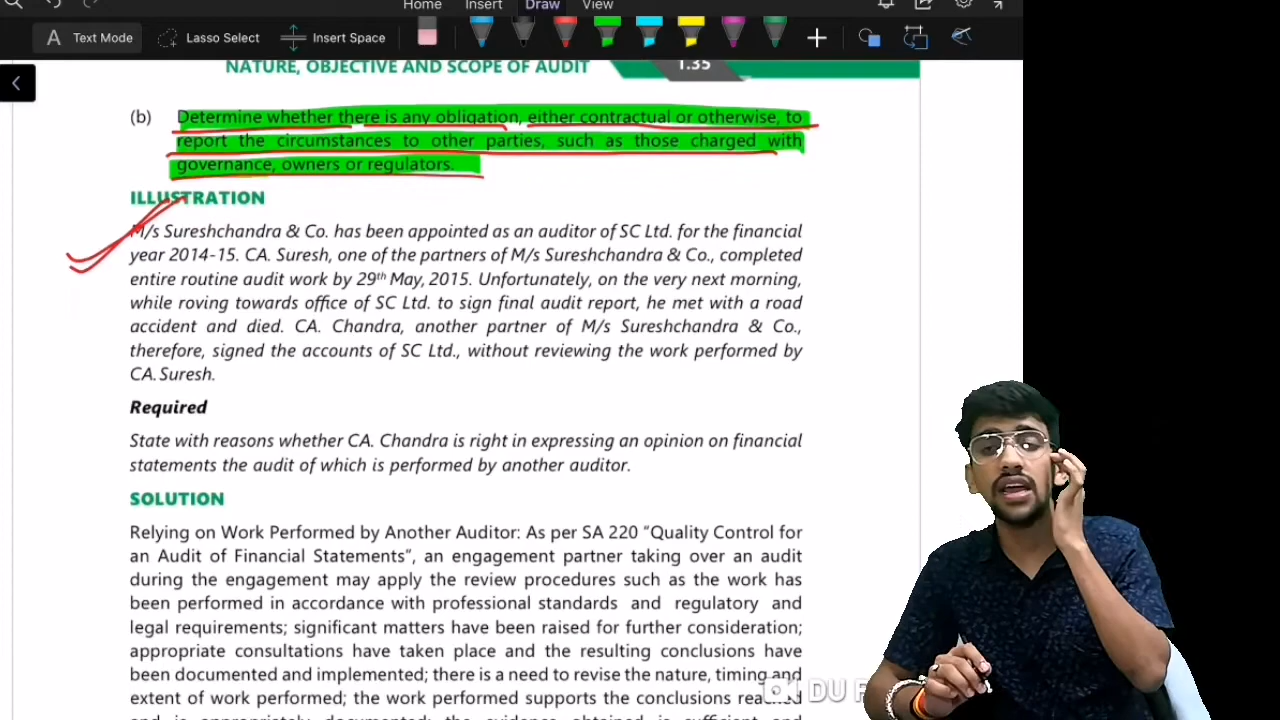 Home Insert Draw View
Text Mode Lasso Select Insert Space
NATURE, OBJECTIVE AND SCOPE OF AUDIT 1.35
(b) Determine whether there is any obligation, either contractual or otherwise, to
report the circumstances to other parties, such as those charged with
governance, owners or regulators.
ILLUSTRATION
M/s Sureshchandra & Co. has been appointed as an auditor of SC Ltd. for the financial
year 2014-15. CA. Suresh, one of the partners of M/s Sureshchandra & Co., completed
entire routine audit work by 29th May, 2015. Unfortunately, on the very next morning,
while roving towards office of SC Ltd. to sign final audit report, he met with a road
accident and died. CA. Chandra, another partner of M/s Sureshchandra & Co.,
therefore, signed the accounts of SC Ltd., without reviewing the work performed by
CA. Suresh.
Required
State with reasons whether CA. Chandra is right in expressing an opinion on financial
statements the audit of which is performed by another auditor.
SOLUTION
Relying on Work Performed by Another Auditor: As per SA 220 “Quality Control for
an Audit of Financial Statements”, an engagement partner taking over an audit
during the engagement may apply the review procedures such as the work has
been performed in accordance with professional standards and regulatory and
legal requirements; significant matters have been raised for further consideration;
appropriate consultations have taken place and the resulting conclusions have
been documented and implemented; there is a need to revise the nature, timing and
extent of work performed; the work performed supports the conclusions reached
DU